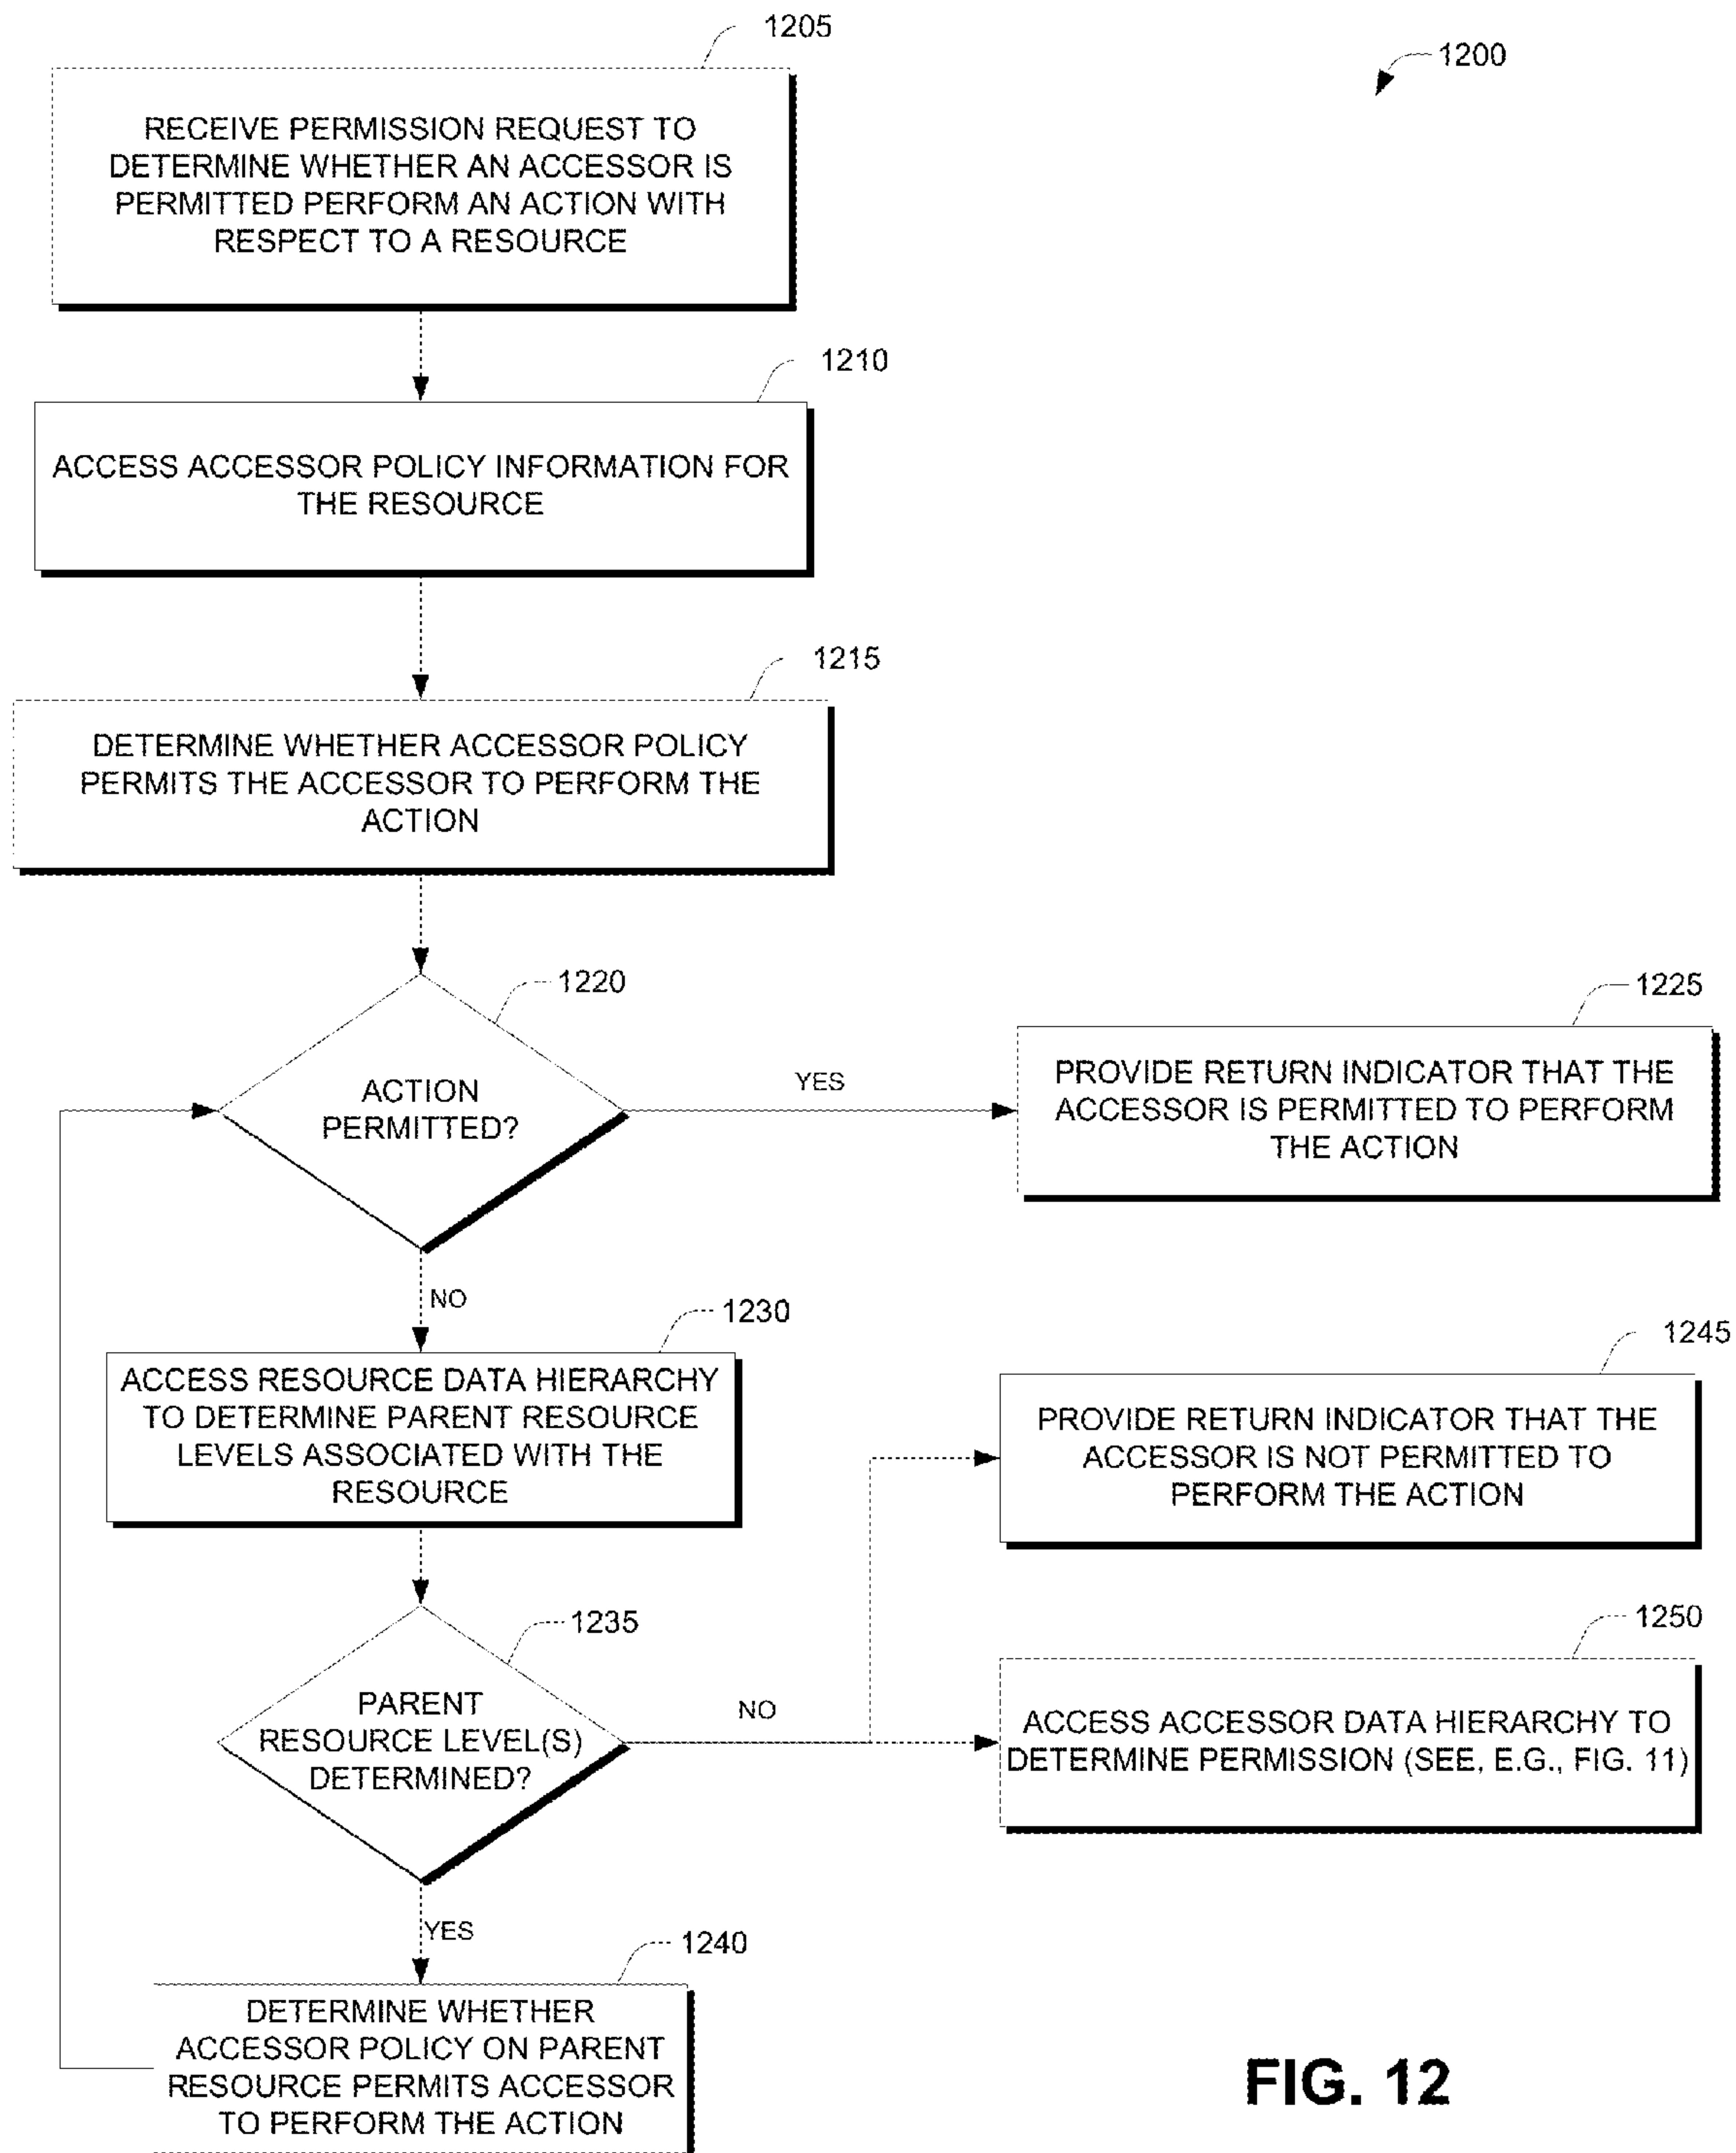 1205
1200
RECEIVE PERMISSION REQUEST TO
DETERMINE WHETHER AN ACCESSOR IS
PERMITTED PERFORM AN ACTION WITH
RESPECT TO A RESOURCE
1210
ACCESS ACCESSOR POLICY INFORMATION FOR
THE RESOURCE
1215
DETERMINE WHETHER ACCESSOR POLICY
PERMITS THE ACCESSOR TO PERFORM THE
ACTION
1220
ACTION
PERMITTED?
YES
1225
PROVIDE RETURN INDICATOR THAT THE
ACCESSOR IS PERMITTED TO PERFORM
THE ACTION
NO
1230
ACCESS RESOURCE DATA HIERARCHY
TO DETERMINE PARENT RESOURCE
LEVELS ASSOCIATED WITH THE
RESOURCE
1245
PROVIDE RETURN INDICATOR THAT THE
ACCESSOR IS NOT PERMITTED TO
PERFORM THE ACTION
1235
PARENT
RESOURCE LEVEL(S)
DETERMINED?
NO
1250
ACCESS ACCESSOR DATA HIERARCHY TO
DETERMINE PERMISSION (SEE, E.G., FIG. 11)
YES
1240
DETERMINE WHETHER
ACCESSOR POLICY ON PARENT
RESOURCE PERMITS ACCESSOR
TO PERFORM THE ACTION
FIG. 12